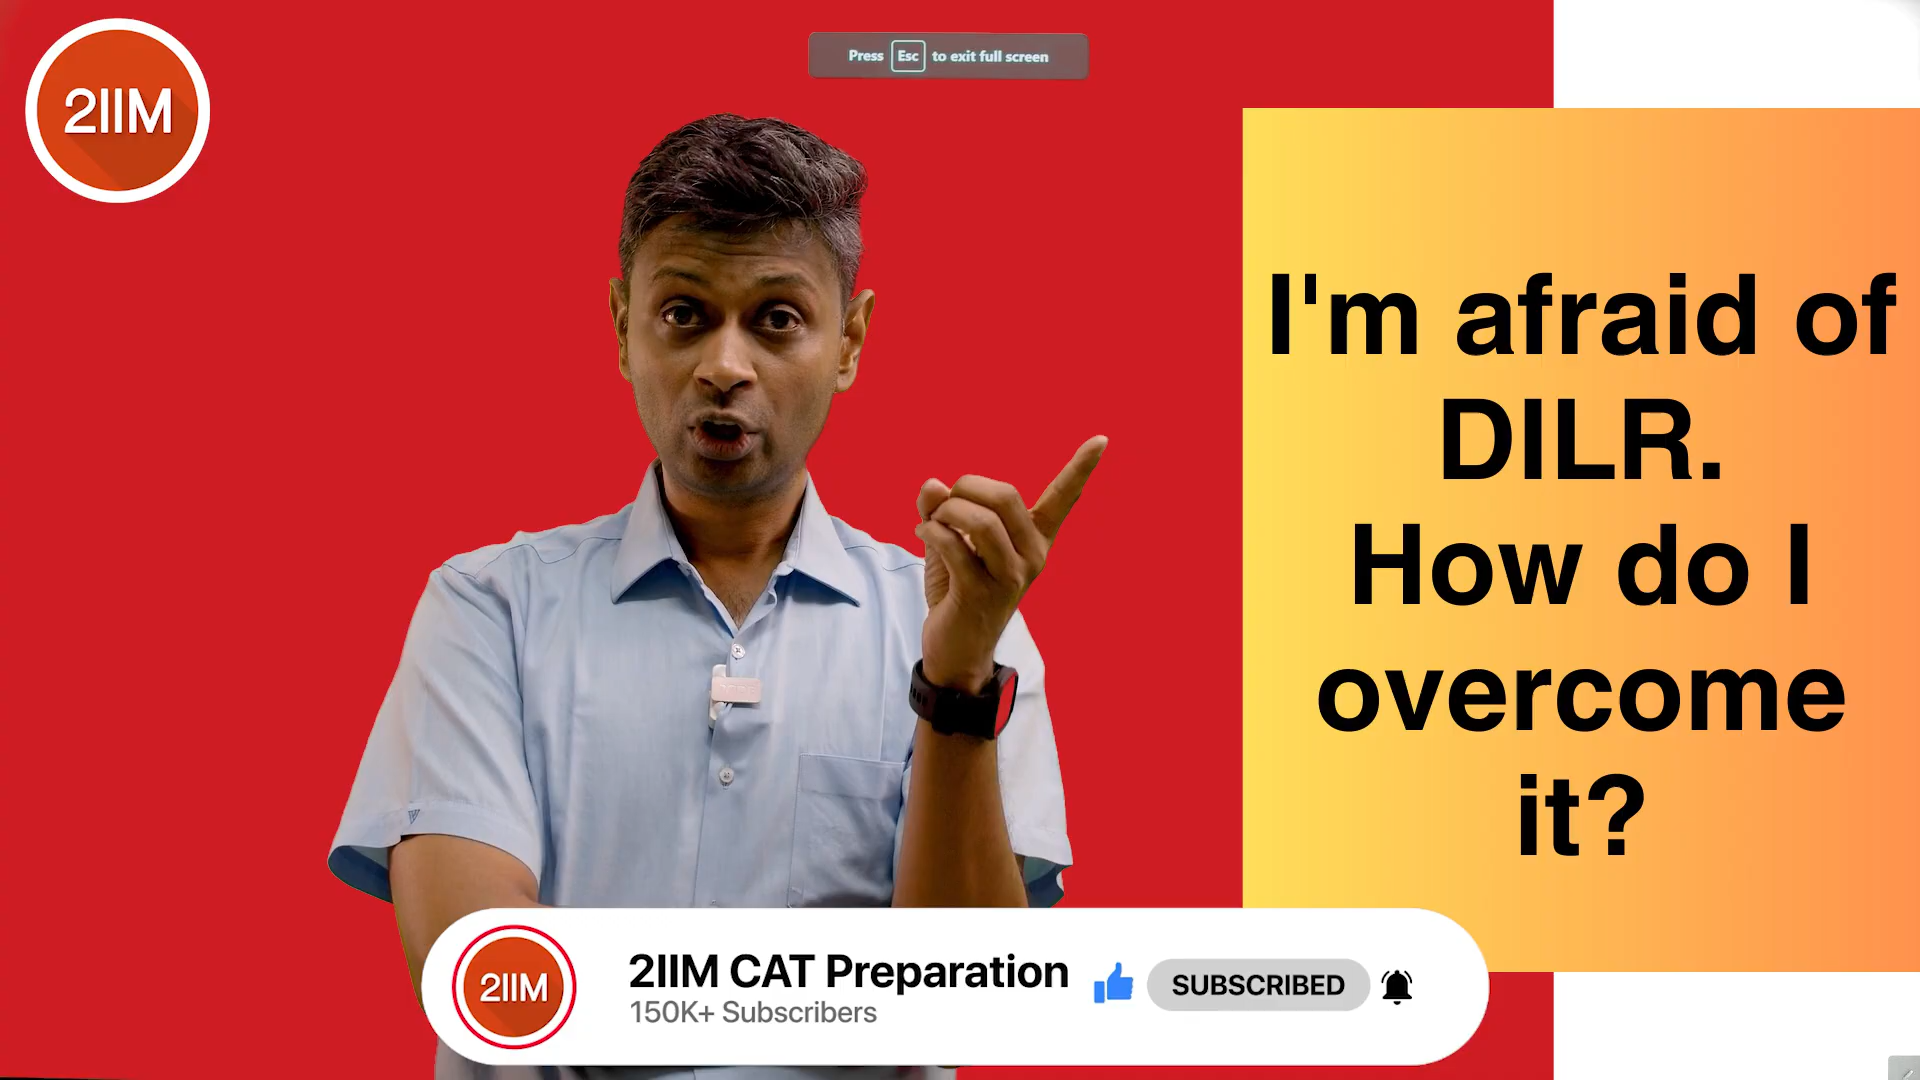 2IIM
Press Esc to exit full screen
I'm afraid of
DILR.
How do I
overcome
it?
2IIM
2IIM CAT Preparation
150K+ Subscribers
SUBSCRIBED